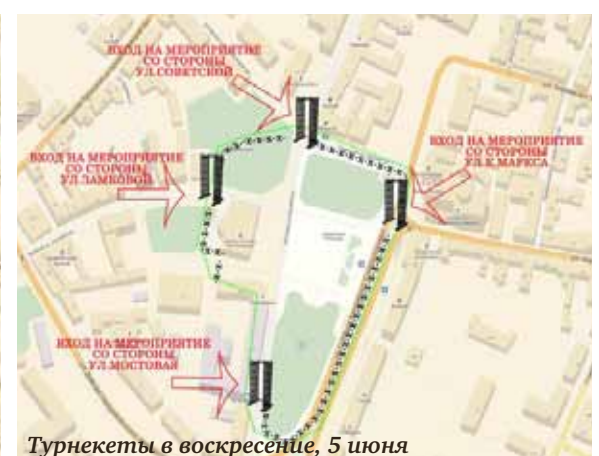 ВХОД НА МЕРОПРИЯТИЕ
СО СТОРОНЫ
УЛ.СОВЕТСКОЙ
ВХОД НА МЕРОПРИЯТИЕ
СО СТОРОНЫ
УЛ.К.МАРКСА
ВХОД НА МЕРОПРИЯТИЕ
СО СТОРОНЫ
УЛ.ЗАМКОВОЙ
ВХОД НА МЕРОПРИЯТИЕ
СО СТОРОНЫ
УЛ.МОСТОВАЯ
Турнекеты в воскресение, 5 июня